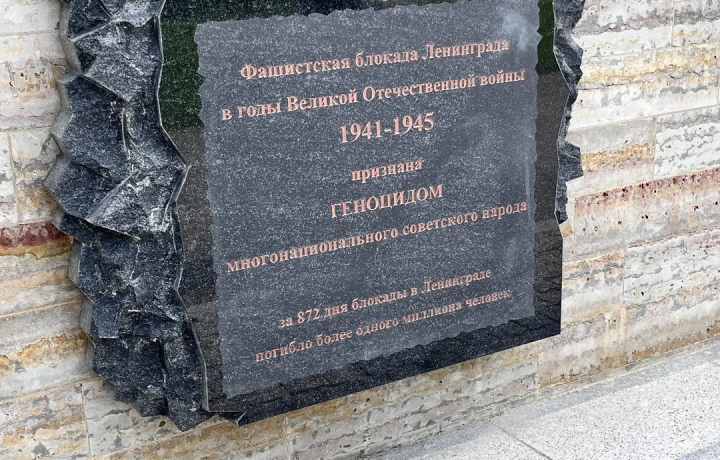 Фашистская блокада Ленинграда
в годы Великой Отечественной войны
1941-1945
признана
ГЕНОЦИДОМ
многонационального советского народа
за 872 дня блокады в Ленинграде
погибло более одного миллиона человек